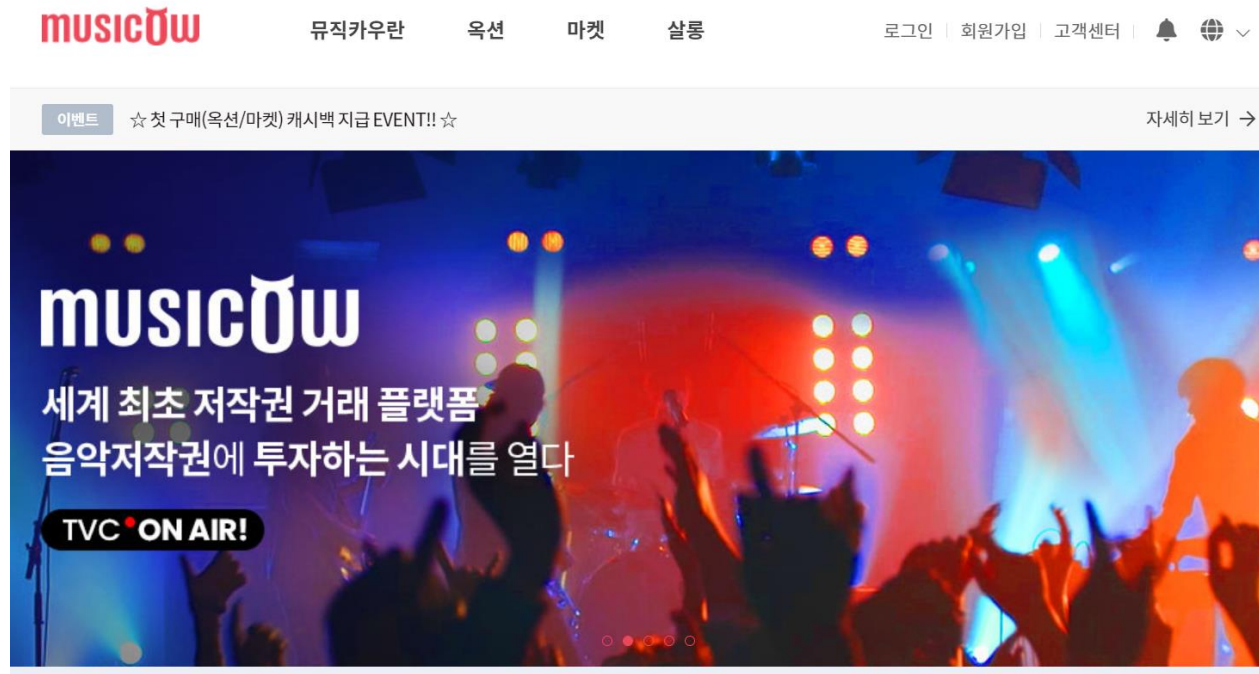 musicow
뮤직카우란 옥션 마켓 살롱 로그인 회원가입 고객센터
이벤트 ☆ 첫 구매(옥션/마켓) 캐시백 지급 EVENT!! ☆ 자세히 보기 →
musicow
세계 최초 저작권 거래 플랫폼
음악저작권에 투자하는 시대를 열다
TVC ON AIR!